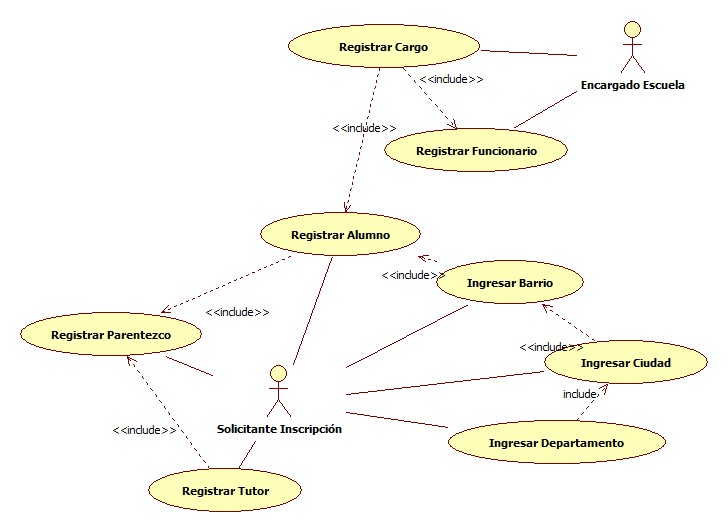 Registrar Cargo
<<include>>
Encargado Escuela
<<include>>
Registrar Funcionario
Registrar Alumno
<<include>>
Ingresar Barrio
<<include>>
Registrar Parentezco
<<include>>
Ingresar Ciudad
include
Solicitante Inscripción
<<include>>
Ingresar Departamento
Registrar Tutor